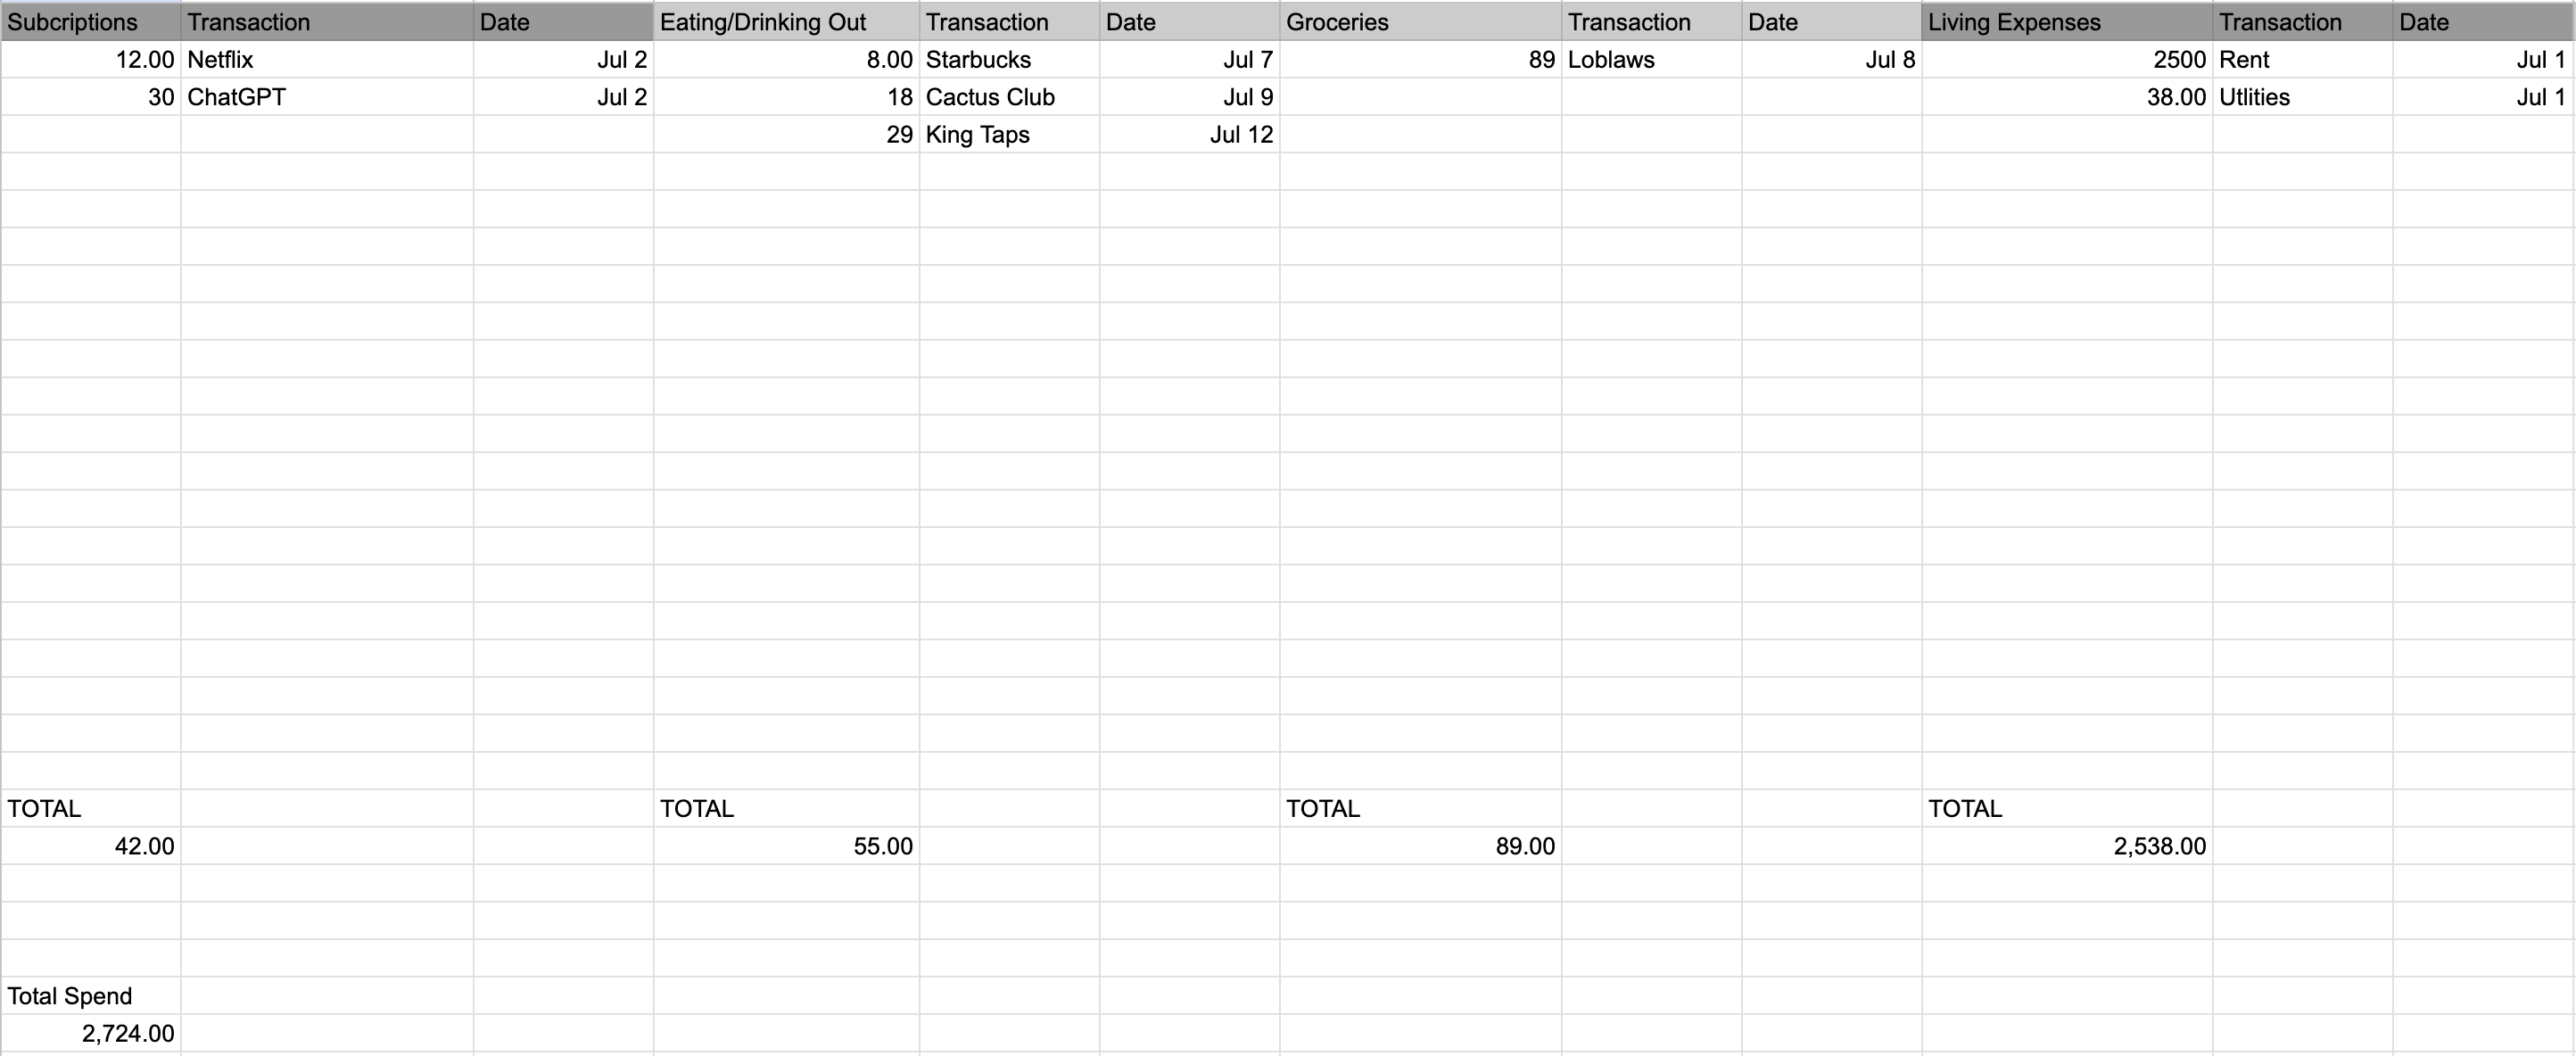 Subcriptions Transaction Date Eating/Drinking Out Transaction Date Groceries Transaction Date Living Expenses Transaction Date
12.00 Netflix Jul 2 8.00 Starbucks Jul 7 89 Loblaws Jul 8 2500 Rent Jul 1
30 ChatGPT Jul 2 18 Cactus Club Jul 9 38.00 Utlities Jul 1
29 King Taps Jul 12
TOTAL TOTAL TOTAL TOTAL
42.00 55.00 89.00 2,538.00
Total Spend
2,724.00